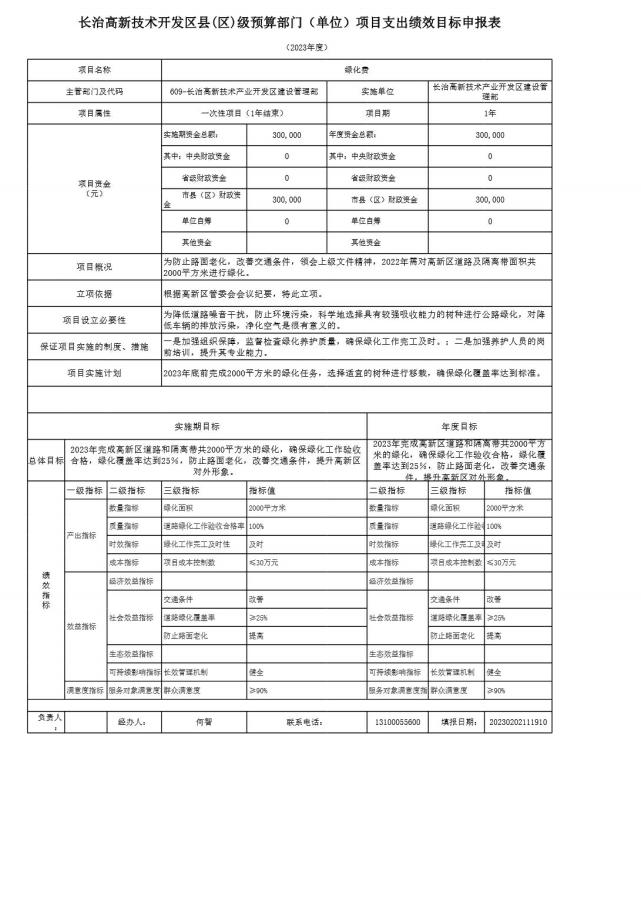 长治高新技术开发区县(区)级预算部门（单位）项目支出绩效目标申报表
（2023年度）
项目名称 绿化费
主管部门及代码 609-长治高新技术产业开发区建设管理部 实施单位 长治高新技术产业开发区建设管
理部
项目属性 一次性项目（1年结束） 项目期 1年
项目资金
（元）
实施期资金总额: 300,000 年度资金总额: 300,000
其中: 中央财政资金 0 其中: 中央财政资金 0
省级财政资金 0 省级财政资金 0
市县（区）财政资
金 300,000 市县（区）财政资金 300,000
单位自筹 0 单位自筹 0
其他资金 其他资金
项目概况 为防止路面老化，改善交通条件，领会上级文件精神，2022年需对高新区道路及隔离带面积共
2000平方米进行绿化。
立项依据 根据高新区管委会会议纪要，特此立项。
项目设立必要性 为降低道路噪音干扰，防止环境污染，科学地选择具有较强吸收能力的树种进行公路绿化，对降
低车辆的排放污染，净化空气是很有意义的。
保证项目实施的制度、措施 一是加强组织保障，监督检查绿化养护质量，确保绿化工作完工及时。；二是加强养护人员的岗
前培训，提升其专业能力。
项目实施计划 2023年底前完成2000平方米的绿化任务，选择适宜的树种进行移栽，确保绿化覆盖率达到标准。
实施期目标 年度目标
总体目标
2023年完成高新区道路和隔离带共2000平方米的绿化，确保绿化工作验收
合格，绿化覆盖率达到25%，防止路面老化，改善交通条件，提升高新区
对外形象。
2023年完成高新区道路和隔离带共2000平方
米的绿化，确保绿化工作验收合格，绿化覆
盖率达到25%，防止路面老化，改善交通条
件，提升高新区对外形象。
绩效指标
一级指标 二级指标 三级指标 指标值 二级指标 三级指标 指标值
产出指标
数量指标 绿化面积 2000平方米 数量指标 绿化面积 2000平方米
质量指标 道路绿化工作验收合格率 100% 质量指标 道路绿化工作验收 100%
时效指标 绿化工作完工及时性 及时 时效指标 绿化工作完工及时 及时
成本指标 项目成本控制数 ≤30万元 成本指标 项目成本控制数 ≤30万元
效益指标
经济效益指标 经济效益指标
社会效益指标 交通条件 改善 社会效益指标 交通条件 改善
道路绿化覆盖率 ≥25% 道路绿化覆盖率 ≥25%
防止路面老化 提高 防止路面老化 提高
生态效益指标 生态效益指标
可持续影响指标 长效管理机制 健全 可持续影响指标 长效管理机制 健全
满意度指标 服务对象满意度指 群众满意度 ≥90% 服务对象满意度指 群众满意度 ≥90%
负责人
： 经办人： 何智 联系电话： 13100055600 填报日期： 20230202111910